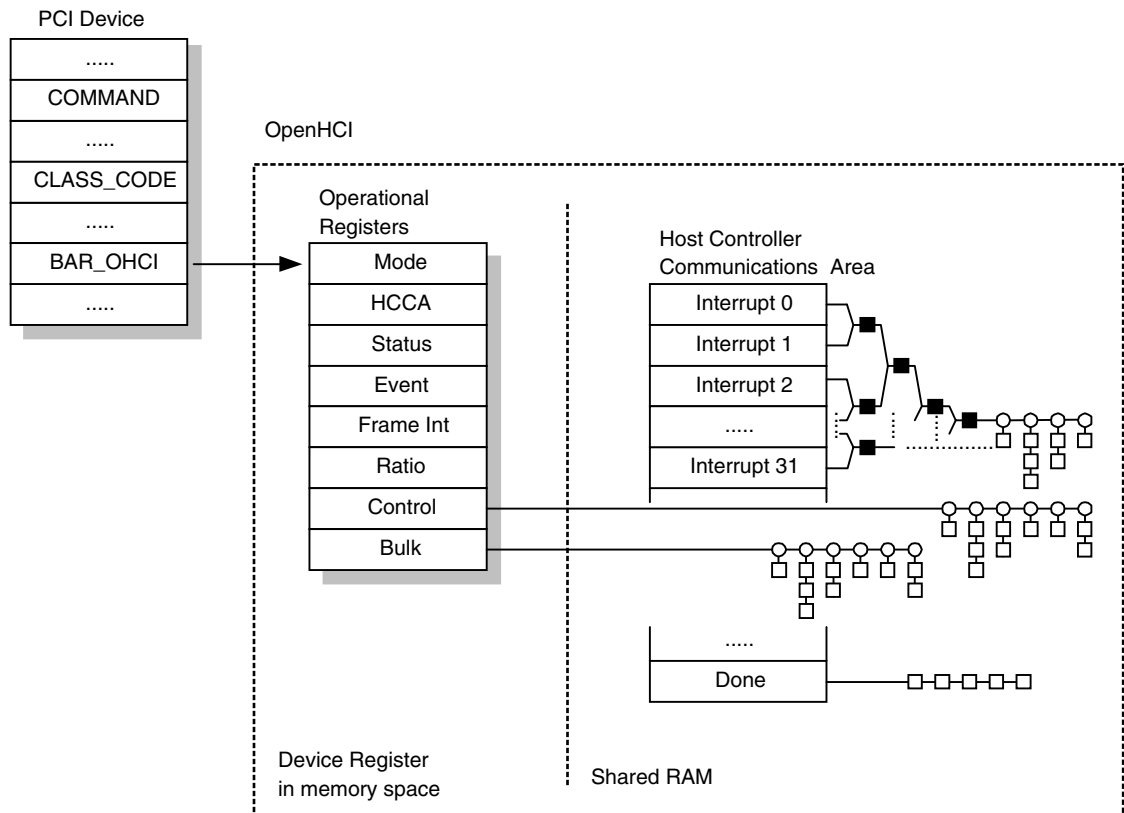 PCI Device
.....
COMMAND
.....
CLASS_CODE
.....
BAR_OHCI
.....
OpenHCI
Operational
Registers
Mode
HCCA
Status
Event
Frame Int
Ratio
Control
Bulk
Device Register
in memory space
Host Controller
Communications Area
Interrupt 0
Interrupt 1
Interrupt 2
.....
Interrupt 31
.....
Done
Shared RAM